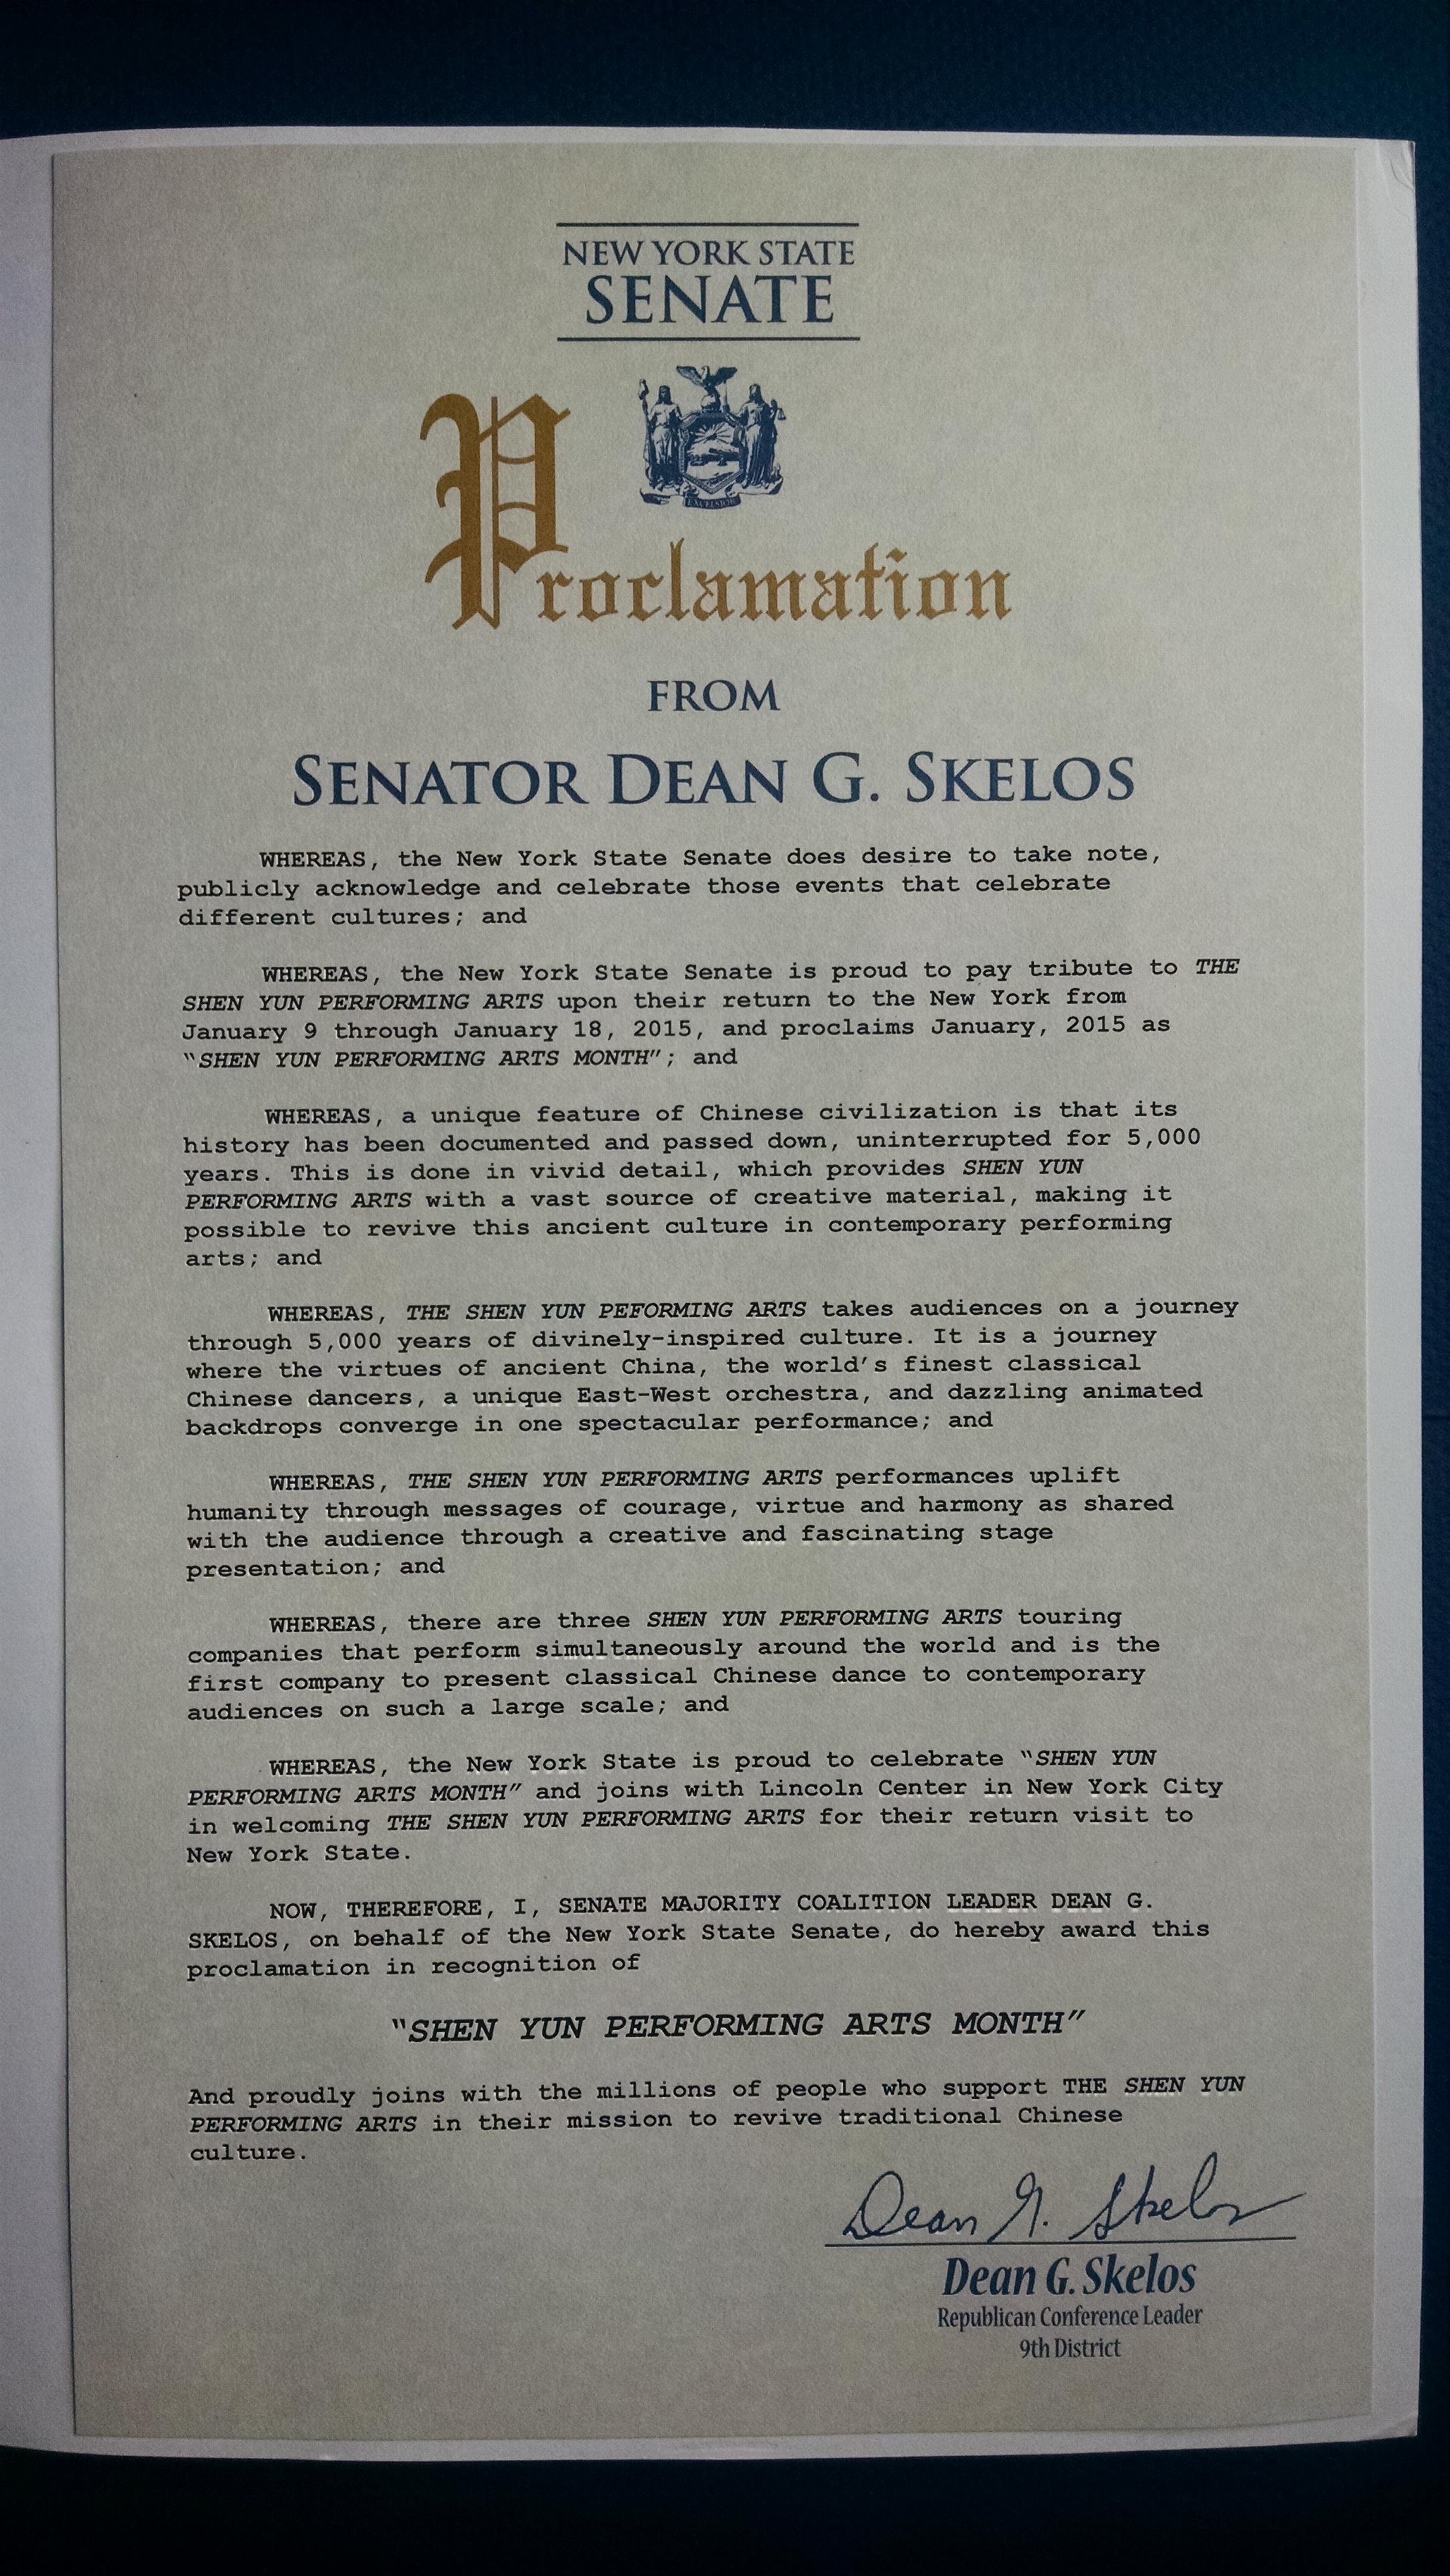 NEW YORK STATE
SENATE
EXCELSIOR
Proclamation
FROM
SENATOR DEAN G. SKELOS
WHEREAS, the New York State Senate does desire to take note,
publicly acknowledge and celebrate those events that celebrate
different cultures; and
WHEREAS, the New York State Senate is proud to pay tribute to THE
SHEN YUN PERFORMING ARTS upon their return to the New York from
January 9 through January 18, 2015, and proclaims January, 2015 as
"SHEN YUN PERFORMING ARTS MONTH"; and
WHEREAS, a unique feature of Chinese civilization is that its
history has been documented and passed down, uninterrupted for 5,000
years. This is done in vivid detail, which provides SHEN YUN
PERFORMING ARTS with a vast source of creative material, making it
possible to revive this ancient culture in contemporary performing
arts; and
WHEREAS, THE SHEN YUN PEFORMING ARTS takes audiences on a journey
through 5,000 years of divinely-inspired culture. It is a journey
where the virtues of ancient China, the world's finest classical
Chinese dancers, a unique East-West orchestra, and dazzling animated
backdrops converge in one spectacular performance; and
WHEREAS, THE SHEN YUN PERFORMING ARTS performances uplift
humanity through messages of courage, virtue and harmony as shared
with the audience through a creative and fascinating stage
presentation; and
WHEREAS, there are three SHEN YUN PERFORMING ARTS touring
companies that perform simultaneously around the world and is the
first company to present classical Chinese dance to contemporary
audiences on such a large scale; and
WHEREAS, the New York State is proud to celebrate "SHEN YUN
PERFORMING ARTS MONTH" and joins with Lincoln Center in New York City
in welcoming THE SHEN YUN PERFORMING ARTS for their return visit to
New York State.
NOW, THEREFORE, I, SENATE MAJORITY COALITION LEADER DEAN G.
SKELOS, on behalf of the New York State Senate, do hereby award this
proclamation in recognition of
"SHEN YUN PERFORMING ARTS MONTH"
And proudly joins with the millions of people who support THE SHEN YUN
PERFORMING ARTS in their mission to revive traditional Chinese
culture.
Dean G. Skelos
Dean G. Skelos
Republican Conference Leader
9th District